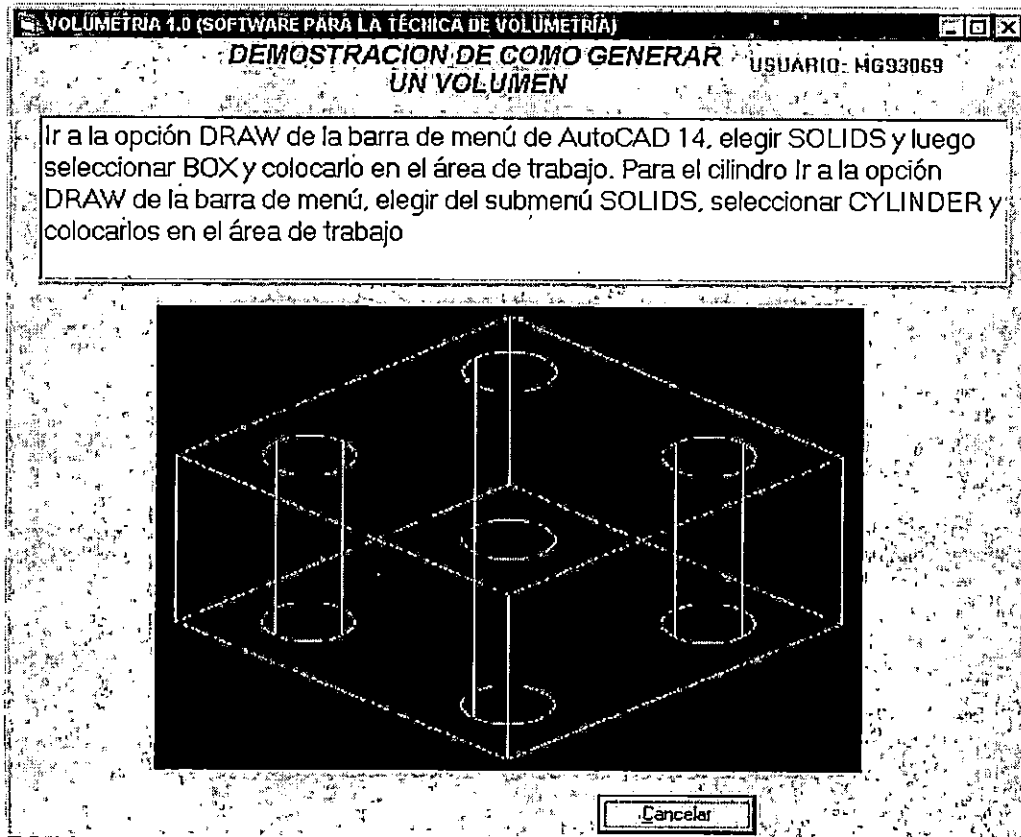 VOLUMETRIA 1.0 (SOFTWARE PARA LA TÉCNICA DE VOLUMETRÍA)
DEMOSTRACION DE COMO GENERAR
UN VOLUMEN
USUARIO: MG93069
Ir a la opción DRAW de la barra de menú de AutoCAD 14, elegir SOLIDS y luego
seleccionar BOX y colocarlo en el área de trabajo. Para el cilindro Ir a la opción
DRAW de la barra de menú, elegir del submenú SOLIDS, seleccionar CYLINDER y
colocarlos en el área de trabajo
Cancelar